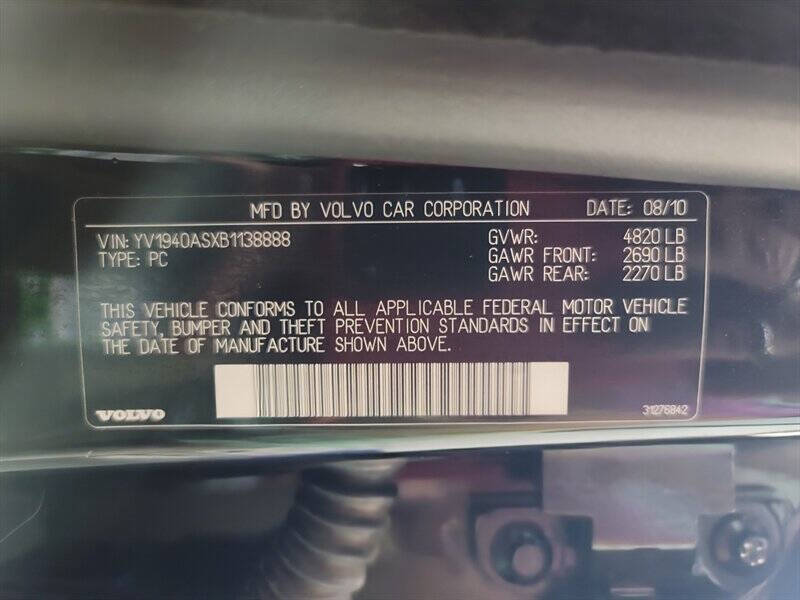 MFD BY VOLVO CAR CORPORATION DATE: 08/10
VIN: YV1940ASXB1138888 GVWR: 4820 LB
TYPE: PC GAWR FRONT: 2690 LB
GAWR REAR: 2270 LB
THIS VEHICLE CONFORMS TO ALL APPLICABLE FEDERAL MOTOR VEHICLE
SAFETY, BUMPER AND THEFT PREVENTION STANDARDS IN EFFECT ON
THE DATE OF MANUFACTURE SHOWN ABOVE.
VOLVO 31276842